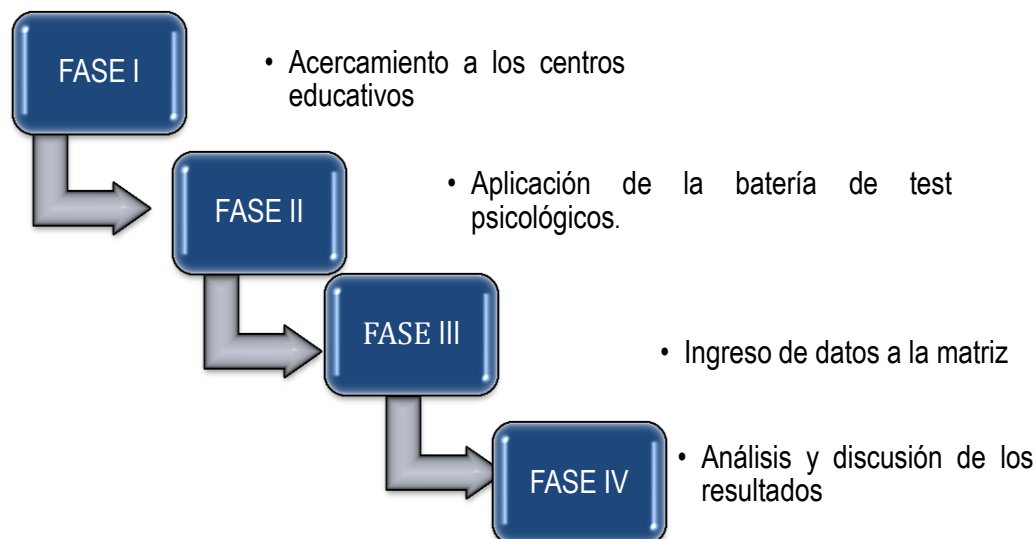 FASE I
• Acercamiento a los centros
educativos
FASE II
• Aplicación de la batería de test
psicológicos.
FASE III
• Ingreso de datos a la matriz
FASE IV
• Análisis y discusión de los
resultados